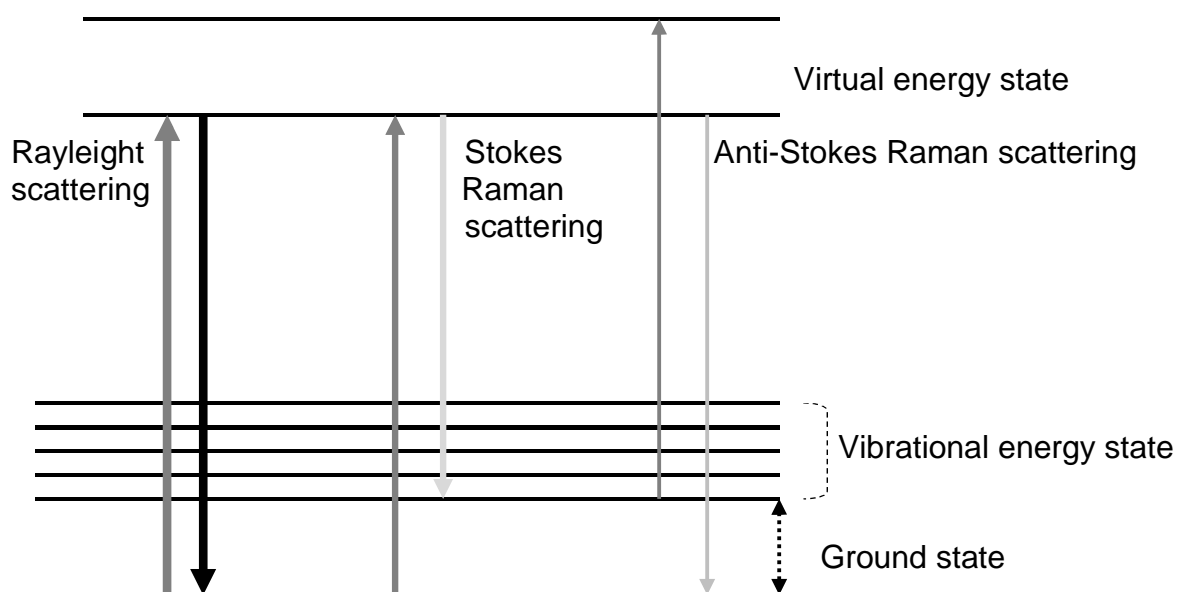 Virtual energy state
Rayleight
scattering
Stokes
Raman
scattering
Anti-Stokes Raman scattering
Vibrational energy state
Ground state